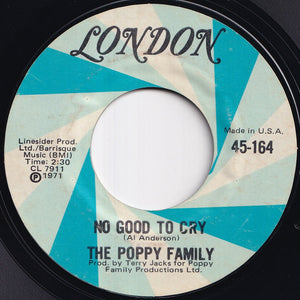 LONDON
Linesider Prod.
Ltd./Barrisque
Music (BMI)
Time: 2:30
CL 7911
℗ 1971
Made in U.S.A.
45-164
NO GOOD TO CRY
(Al Anderson)
THE POPPY FAMILY
Prod. by Terry Jacks for Poppy
Family Productions Ltd.